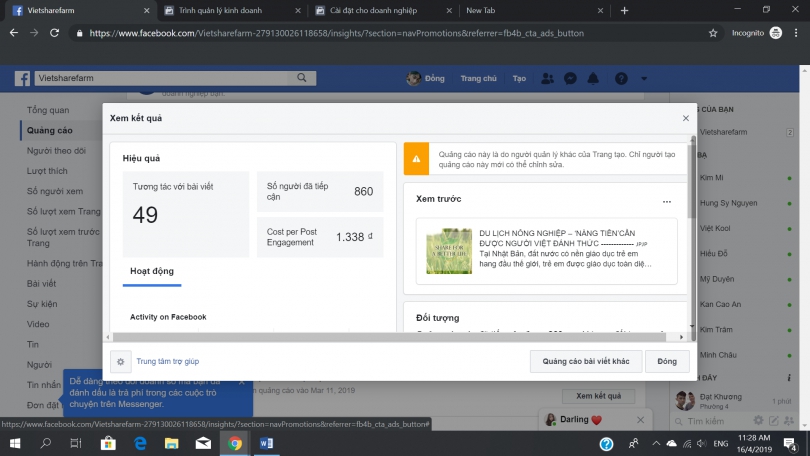 Vietsharefarm
Trình quản lý kinh doanh
Cài đặt cho doanh nghiệp
New Tab
https://www.facebook.com/Vietsharefarm-279130026118658/insights/?section=navPromotions&referrer=fb4b_cta_ads_button
Incognito
Vietsharefarm
Đông
Trang chủ
Tạo
doanh nghiệp bạn.
Tổng quan
Quảng cáo
Người theo dõi
Lượt thích
Số người xem
Số lượt xem Trang
Số lượt xem trước
Trang
Hành động trên Tra
Bài viết
Sự kiện
Video
Tin
Người
Tin nhắn
Đơn đặt
Xem kết quả
Hiệu quả
Tương tác với bài viết
49
Số người đã tiếp
cận
860
Cost per Post
Engagement
1.338 ₫
Hoạt động
Activity on Facebook
Quảng cáo này là do người quản lý khác của Trang tạo. Chỉ người tạo
quảng cáo này mới có thể chỉnh sửa.
Xem trước
...
DU LỊCH NÔNG NGHIỆP – 'NÀNG TIÊN'CẦN
ĐƯỢC NGƯỜI VIỆT ĐÁNH THỨC ------------- JPJP
Tại Nhật Bản, đất nước có nền giáo dục trẻ em
hang đầu thế giới, trẻ em được giáo dục toàn diệ...
Đối tượng
Trung tâm trợ giúp
Quảng cáo bài viết khác
Đóng
Dễ dàng theo dõi doanh số mà bạn đã
đánh dấu là trả phí trong các cuộc trò
chuyện trên Messenger.
quảng cáo vào Mar 11, 2019
Xem kết quả
G CỦA BẠN
Vietsharefarm
2
BẠ
Kim Mi
Hung Sy Nguyen
Việt Kool
Hiếu Đỗ
Mỹ Duyên
Kan Cao An
Kim Trâm
Minh Châu
ĐÂY
Đạt Khương
Phường 4
1 phút
Tìm kiếm
Darling
https://www.facebook.com/Vietsharefarm-279130026118658/insights/?section=navPromotions&referrer=fb4b_cta_ads_button#
ENG
11:28 AM
16/4/2019
4